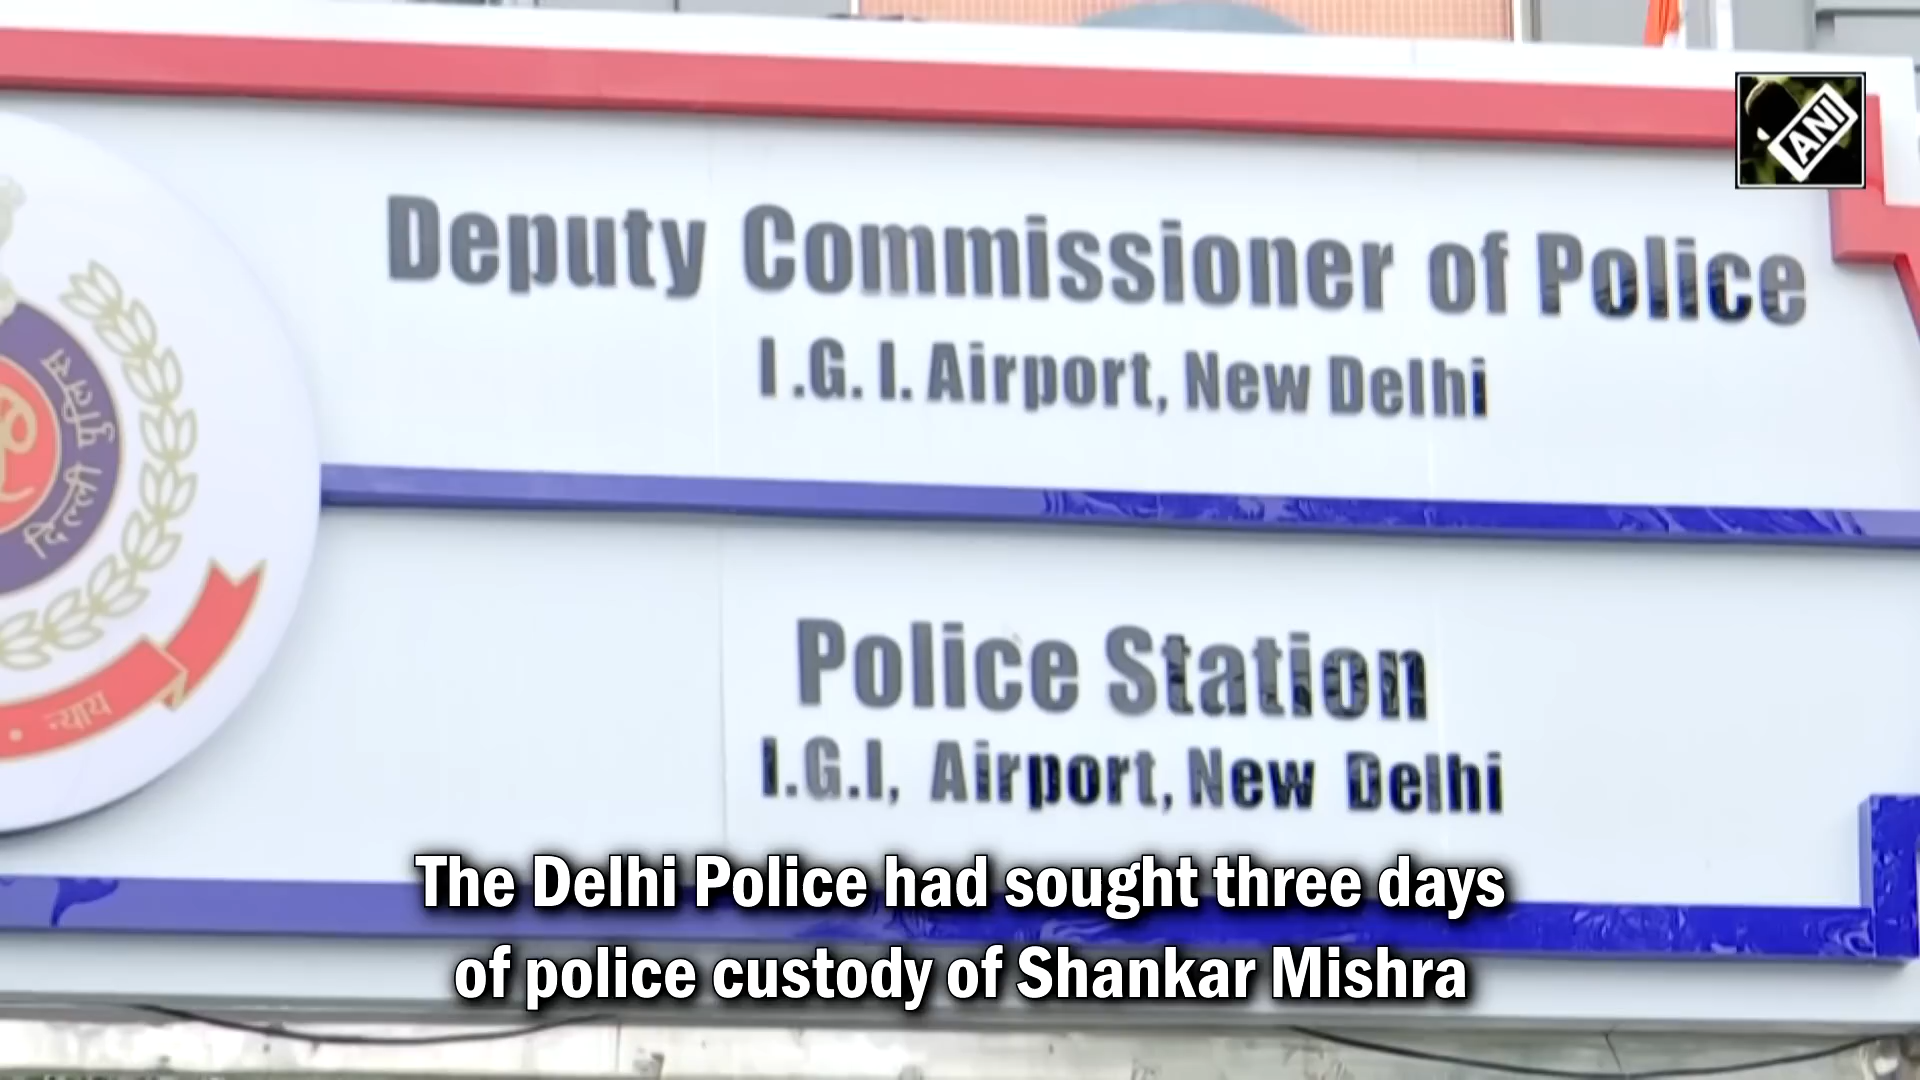 ANI
Deputy Commissioner of Police
I.G. I. Airport, New Delhi
दिल्ली पुलिस
Police Station
I.G.I, Airport, New Delhi
• न्याय
The Delhi Police had sought three days
of police custody of Shankar Mishra